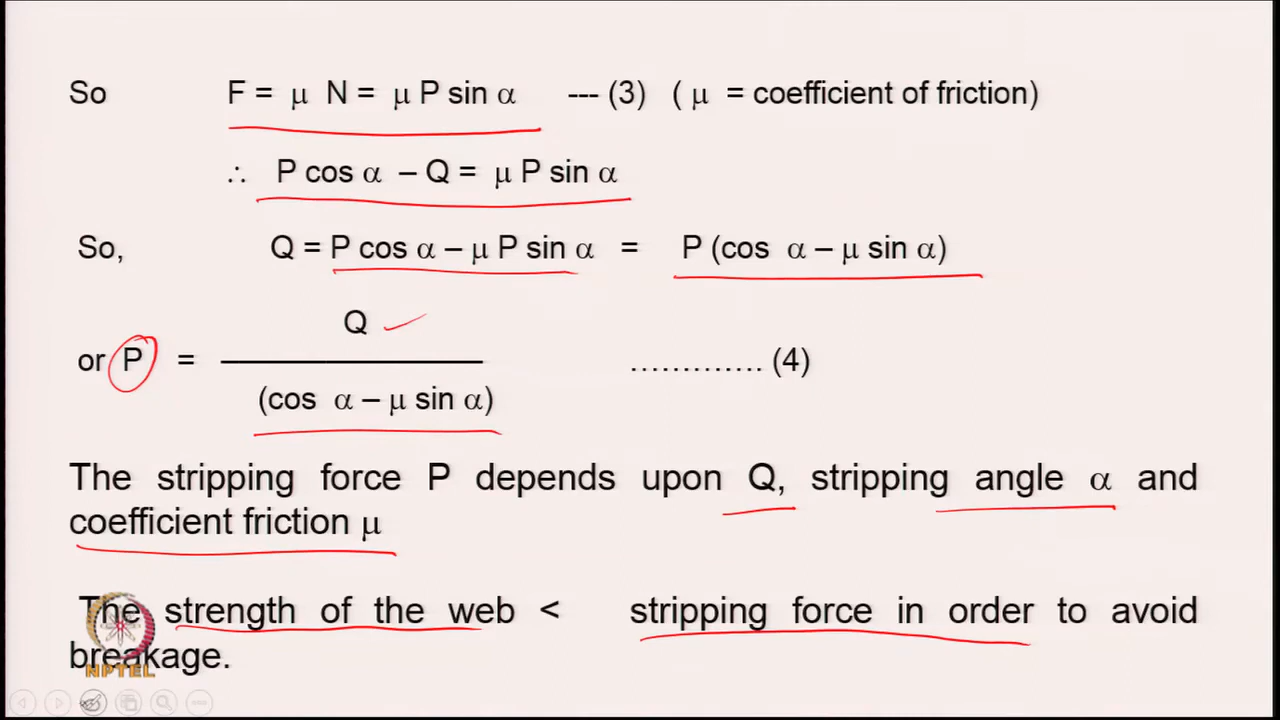 So F = μ N = μ P sin α --- (3) ( μ = coefficient of friction)
∴ P cos α – Q = μ P sin α
So, Q = P cos α – μ P sin α = P (cos α – μ sin α)
Q
or P = ............. (4)
(cos α – μ sin α)
The stripping force P depends upon Q, stripping angle α and
coefficient friction μ
The strength of the web < stripping force in order to avoid
breakage.
NPTEL